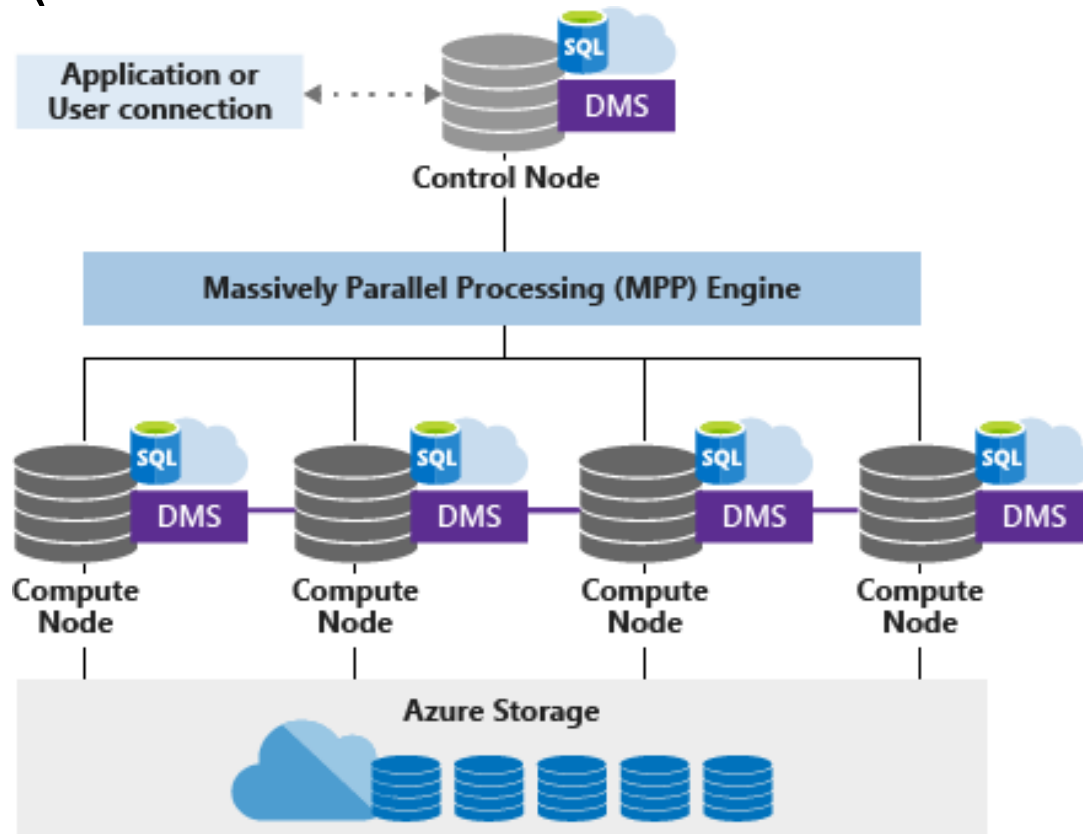 SQL
Application or
User connection
DMS
Control Node
Massively Parallel Processing (MPP) Engine
SQL
SQL
SQL
SQL
DMS
DMS
DMS
DMS
Compute
Node
Compute
Node
Compute
Node
Compute
Node
Azure Storage